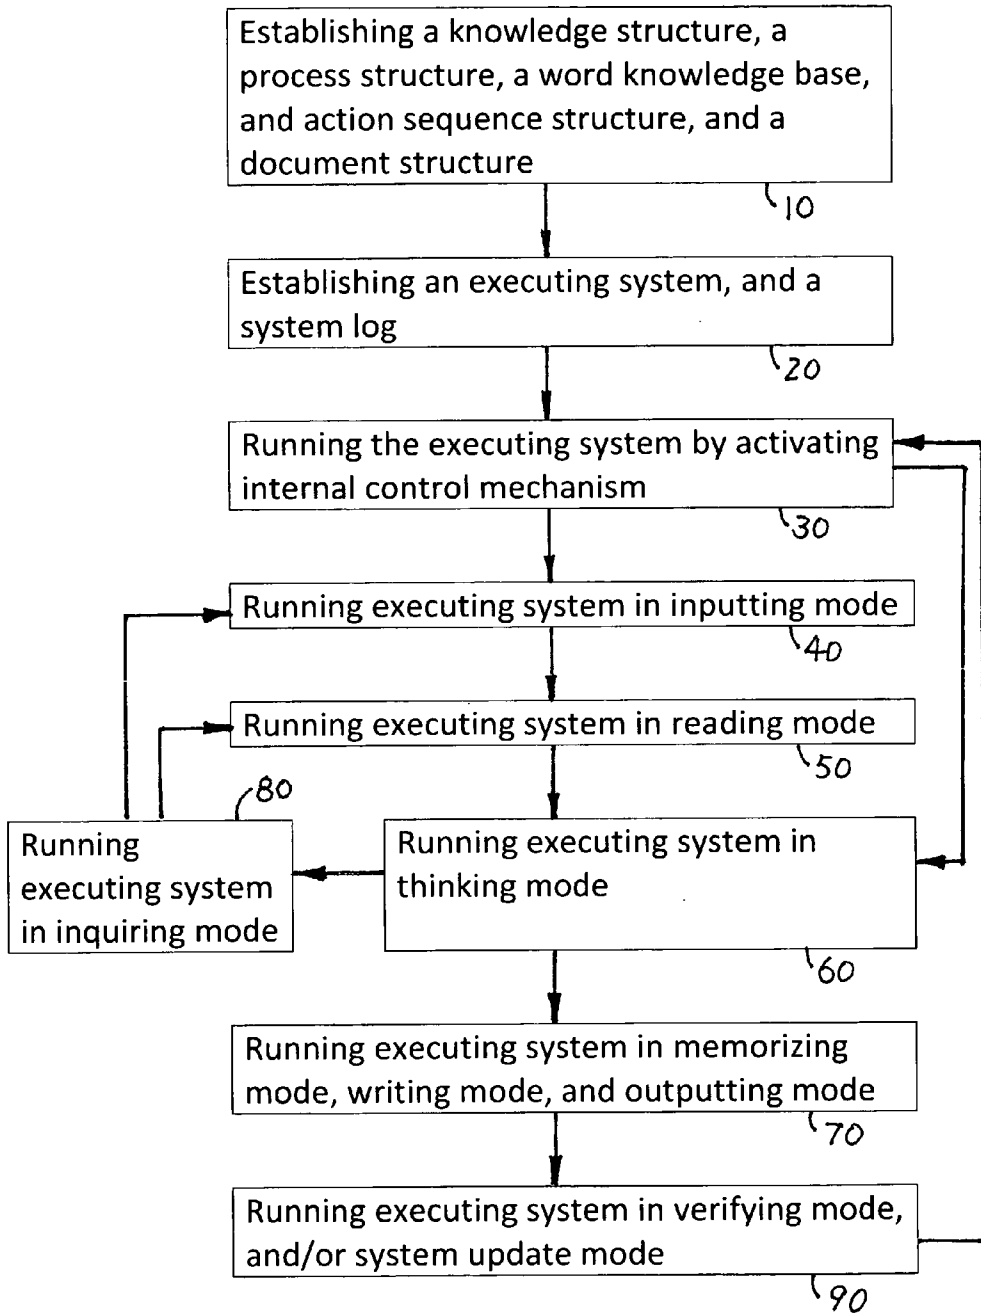 Establishing a knowledge structure, a
process structure, a word knowledge base,
and action sequence structure, and a
document structure
10
Establishing an executing system, and a
system log
20
Running the executing system by activating
internal control mechanism
30
Running executing system in inputting mode
40
Running executing system in reading mode
50
80
Running
executing system
in inquiring mode
Running executing system in
thinking mode
60
Running executing system in memorizing
mode, writing mode, and outputting mode
70
Running executing system in verifying mode,
and/or system update mode
90